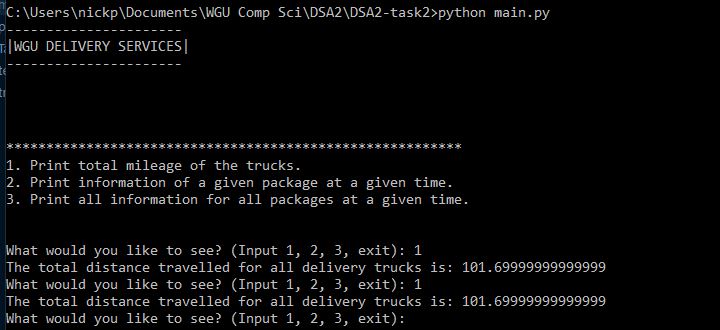 C:\Users\nickp\Documents\WGU Comp Sci\DSA2\DSA2-task2>python main.py
----------------------
|WGU DELIVERY SERVICES|
----------------------
*********************************************************
1. Print total mileage of the trucks.
2. Print information of a given package at a given time.
3. Print all information for all packages at a given time.
What would you like to see? (Input 1, 2, 3, exit): 1
The total distance travelled for all delivery trucks is: 101.69999999999999
What would you like to see? (Input 1, 2, 3, exit): 1
The total distance travelled for all delivery trucks is: 101.69999999999999
What would you like to see? (Input 1, 2, 3, exit):